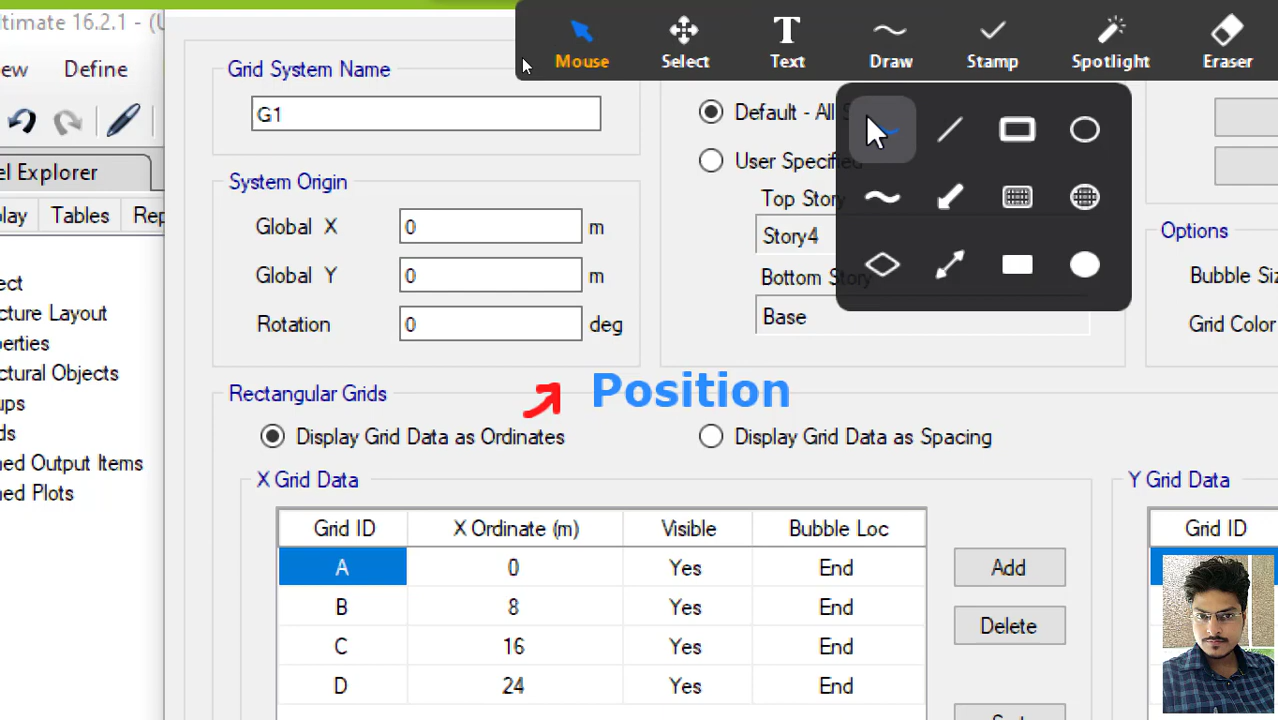 ltimate 16.2.1 - (U
Mouse
Select
Text
Draw
Stamp
Spotlight
Eraser
ew
Define
Grid System Name
G1
Default - All S
User Specified
Top Story
Story4
Bottom Story
Base
el Explorer
play
Tables
Rep
System Origin
Global X
0
m
Global Y
0
m
Rotation
0
deg
Options
Bubble Siz
Grid Color
ect
cture Layout
perties
ctural Objects
ups
ds
ned Output Items
ned Plots
Position
Rectangular Grids
Display Grid Data as Ordinates
Display Grid Data as Spacing
X Grid Data
Y Grid Data
Grid ID
X Ordinate (m)
Visible
Bubble Loc
Grid ID
A
0
Yes
End
Add
B
8
Yes
End
Delete
C
16
Yes
End
D
24
Yes
End